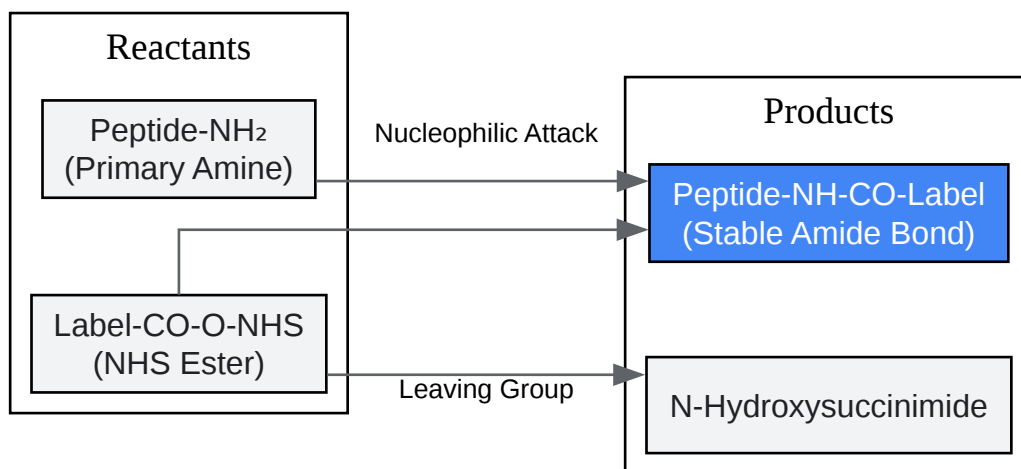 Reactants
Peptide-NH₂
(Primary Amine)
Label-CO-O-NHS
(NHS Ester)
Nucleophilic Attack
Leaving Group
Products
Peptide-NH-CO-Label
(Stable Amide Bond)
N-Hydroxysuccinimide